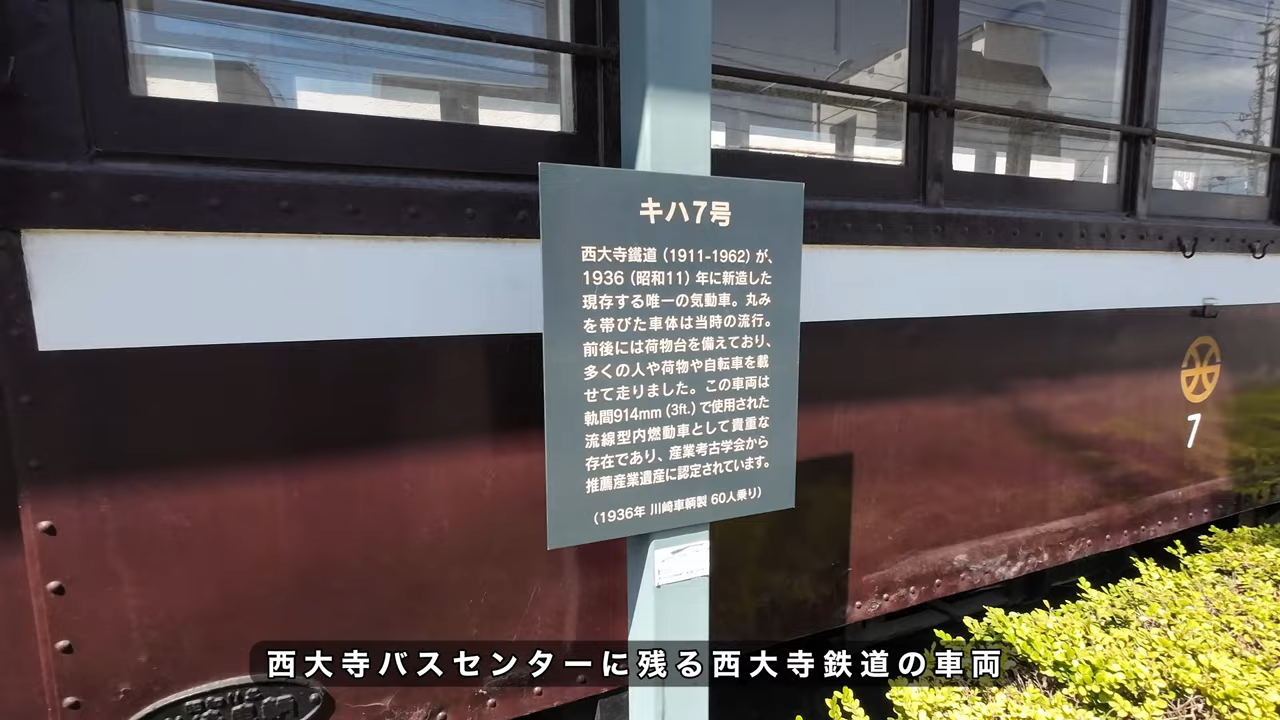 キハ7号
西大寺鐵道（1911-1962）が、
1936（昭和11）年に新造した
現存する唯一の気動車。丸み
を帯びた車体は当時の流行。
前後には荷物台を備えており、
多くの人や荷物や自転車を載
せて走りました。この車両は
軌間914mm（3ft.）で使用された
流線型内燃動車として貴重な
存在であり、産業考古学会から
推薦産業遺産に認定されています。
（1936年 川崎車輌製 60人乗り）
7
西大寺バスセンターに残る西大寺鉄道の車両